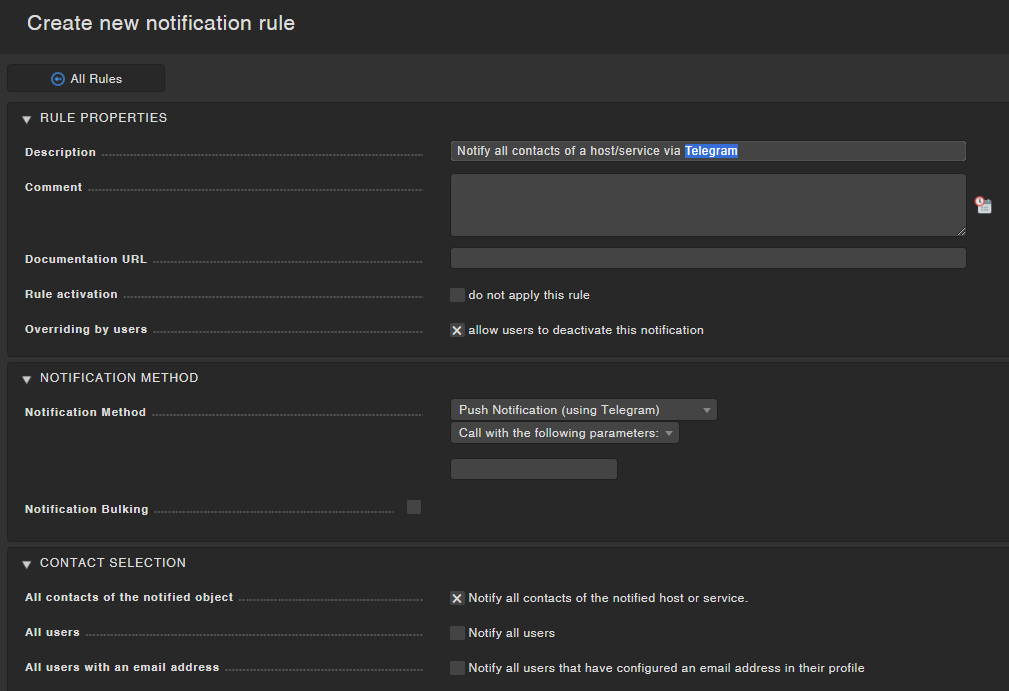 Create new notification rule
All Rules
RULE PROPERTIES
Description Notify all contacts of a host/service via Telegram
Comment
Documentation URL
Rule activation do not apply this rule
Overriding by users allow users to deactivate this notification
NOTIFICATION METHOD
Notification Method Push Notification (using Telegram)
Call with the following parameters:
Notification Bulking
CONTACT SELECTION
All contacts of the notified object Notify all contacts of the notified host or service.
All users Notify all users
All users with an email address Notify all users that have configured an email address in their profile